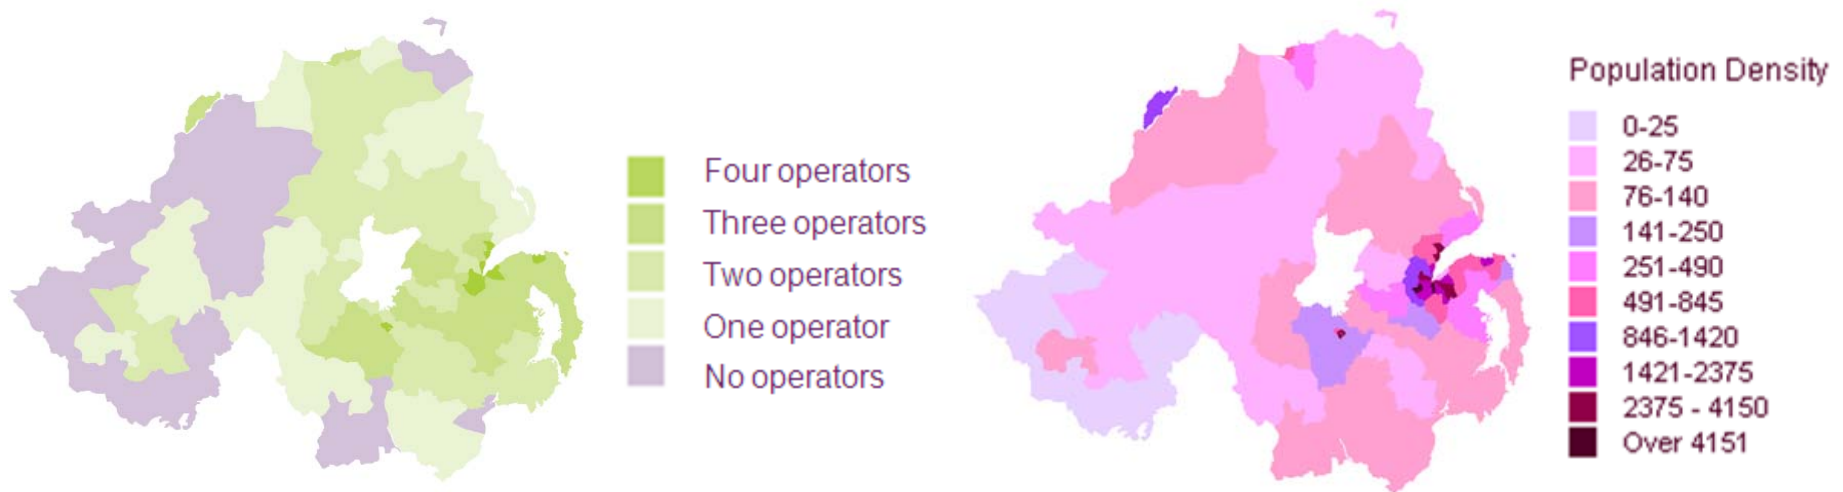 Four operators
Three operators
Two operators
One operator
No operators
Population Density
0-25
26-75
76-140
141-250
251-490
491-845
846-1420
1421-2375
2375 - 4150
Over 4151